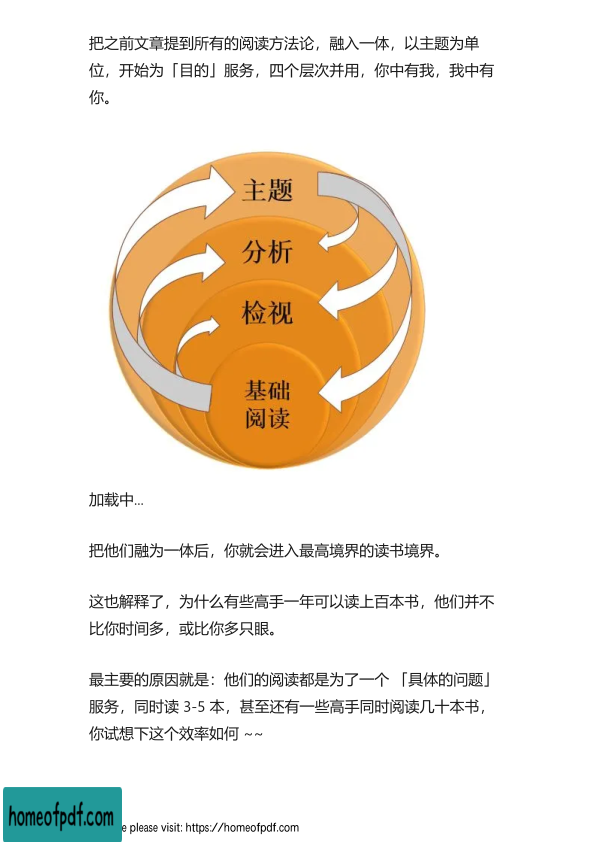 把之前文章提到所有的阅读方法论，融入一体，以主题为单
位，开始为「目的」服务，四个层次并用，你中有我，我中有
你。
主题
分析
检视
基础
阅读
加载中...
把他们融为一体后，你就会进入最高境界的读书境界。
这也解释了，为什么有些高手一年可以读上百本书，他们并不
比你时间多，或比你多只眼。
最主要的原因就是：他们的阅读都是为了一个 「具体的问题」
服务，同时读 3-5 本，甚至还有一些高手同时阅读几十本书，
你试想下这个效率如何 ~~
homeofpdf.com
please visit: https://homeofpdf.com